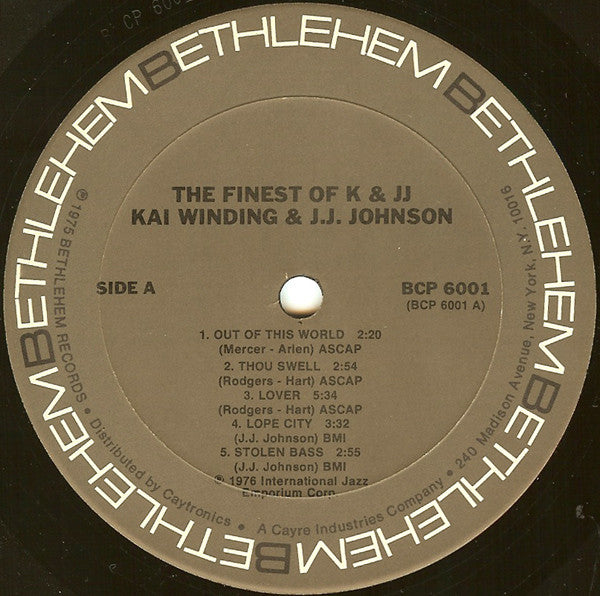 BETHLEHEM BETHLEHEM BETHLEHEM BETHLEHEM BETHLEHEM BETHLEHEM
THE FINEST OF K & JJ
KAI WINDING & J.J. JOHNSON
SIDE A
BCP 6001
(BCP 6001 A)
1. OUT OF THIS WORLD 2:20
(Mercer - Arlen) ASCAP
2. THOU SWELL 2:54
(Rodgers - Hart) ASCAP
3. LOVER 5:34
(Rodgers - Hart) ASCAP
4. LOPE CITY 3:32
(J.J. Johnson) BMI
5. STOLEN BASS 2:55
(J.J. Johnson) BMI
℗ 1976 International Jazz
Emporium Corp.
℗ 1975 BETHLEHEM RECORDS • Distributed by Caytronics • A Cayre Industries Company • 240 Madison Avenue, New York, N.Y. 10016